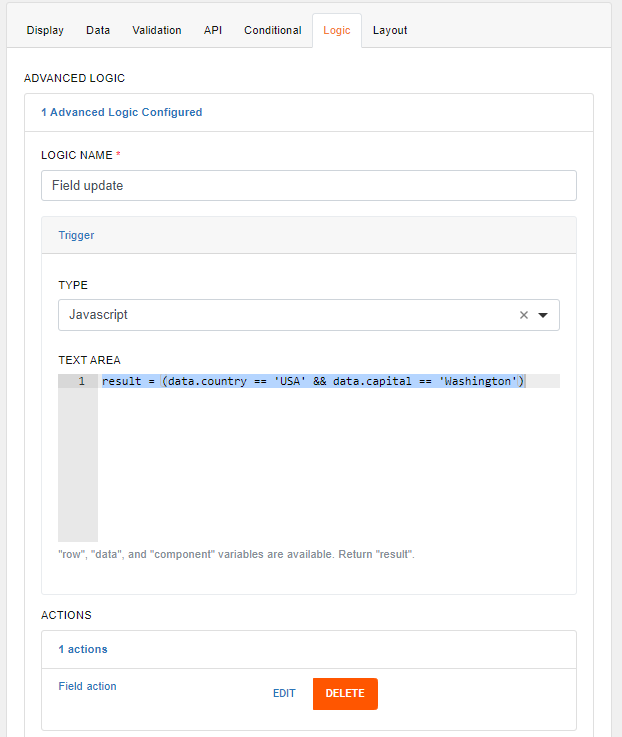 Display Data Validation API Conditional Logic Layout
ADVANCED LOGIC
1 Advanced Logic Configured
LOGIC NAME *
Field update
Trigger
TYPE
Javascript ×
TEXT AREA
1 result = (data.country == 'USA' && data.capital == 'Washington')
"row", "data", and "component" variables are available. Return "result".
ACTIONS
1 actions
Field action EDIT DELETE